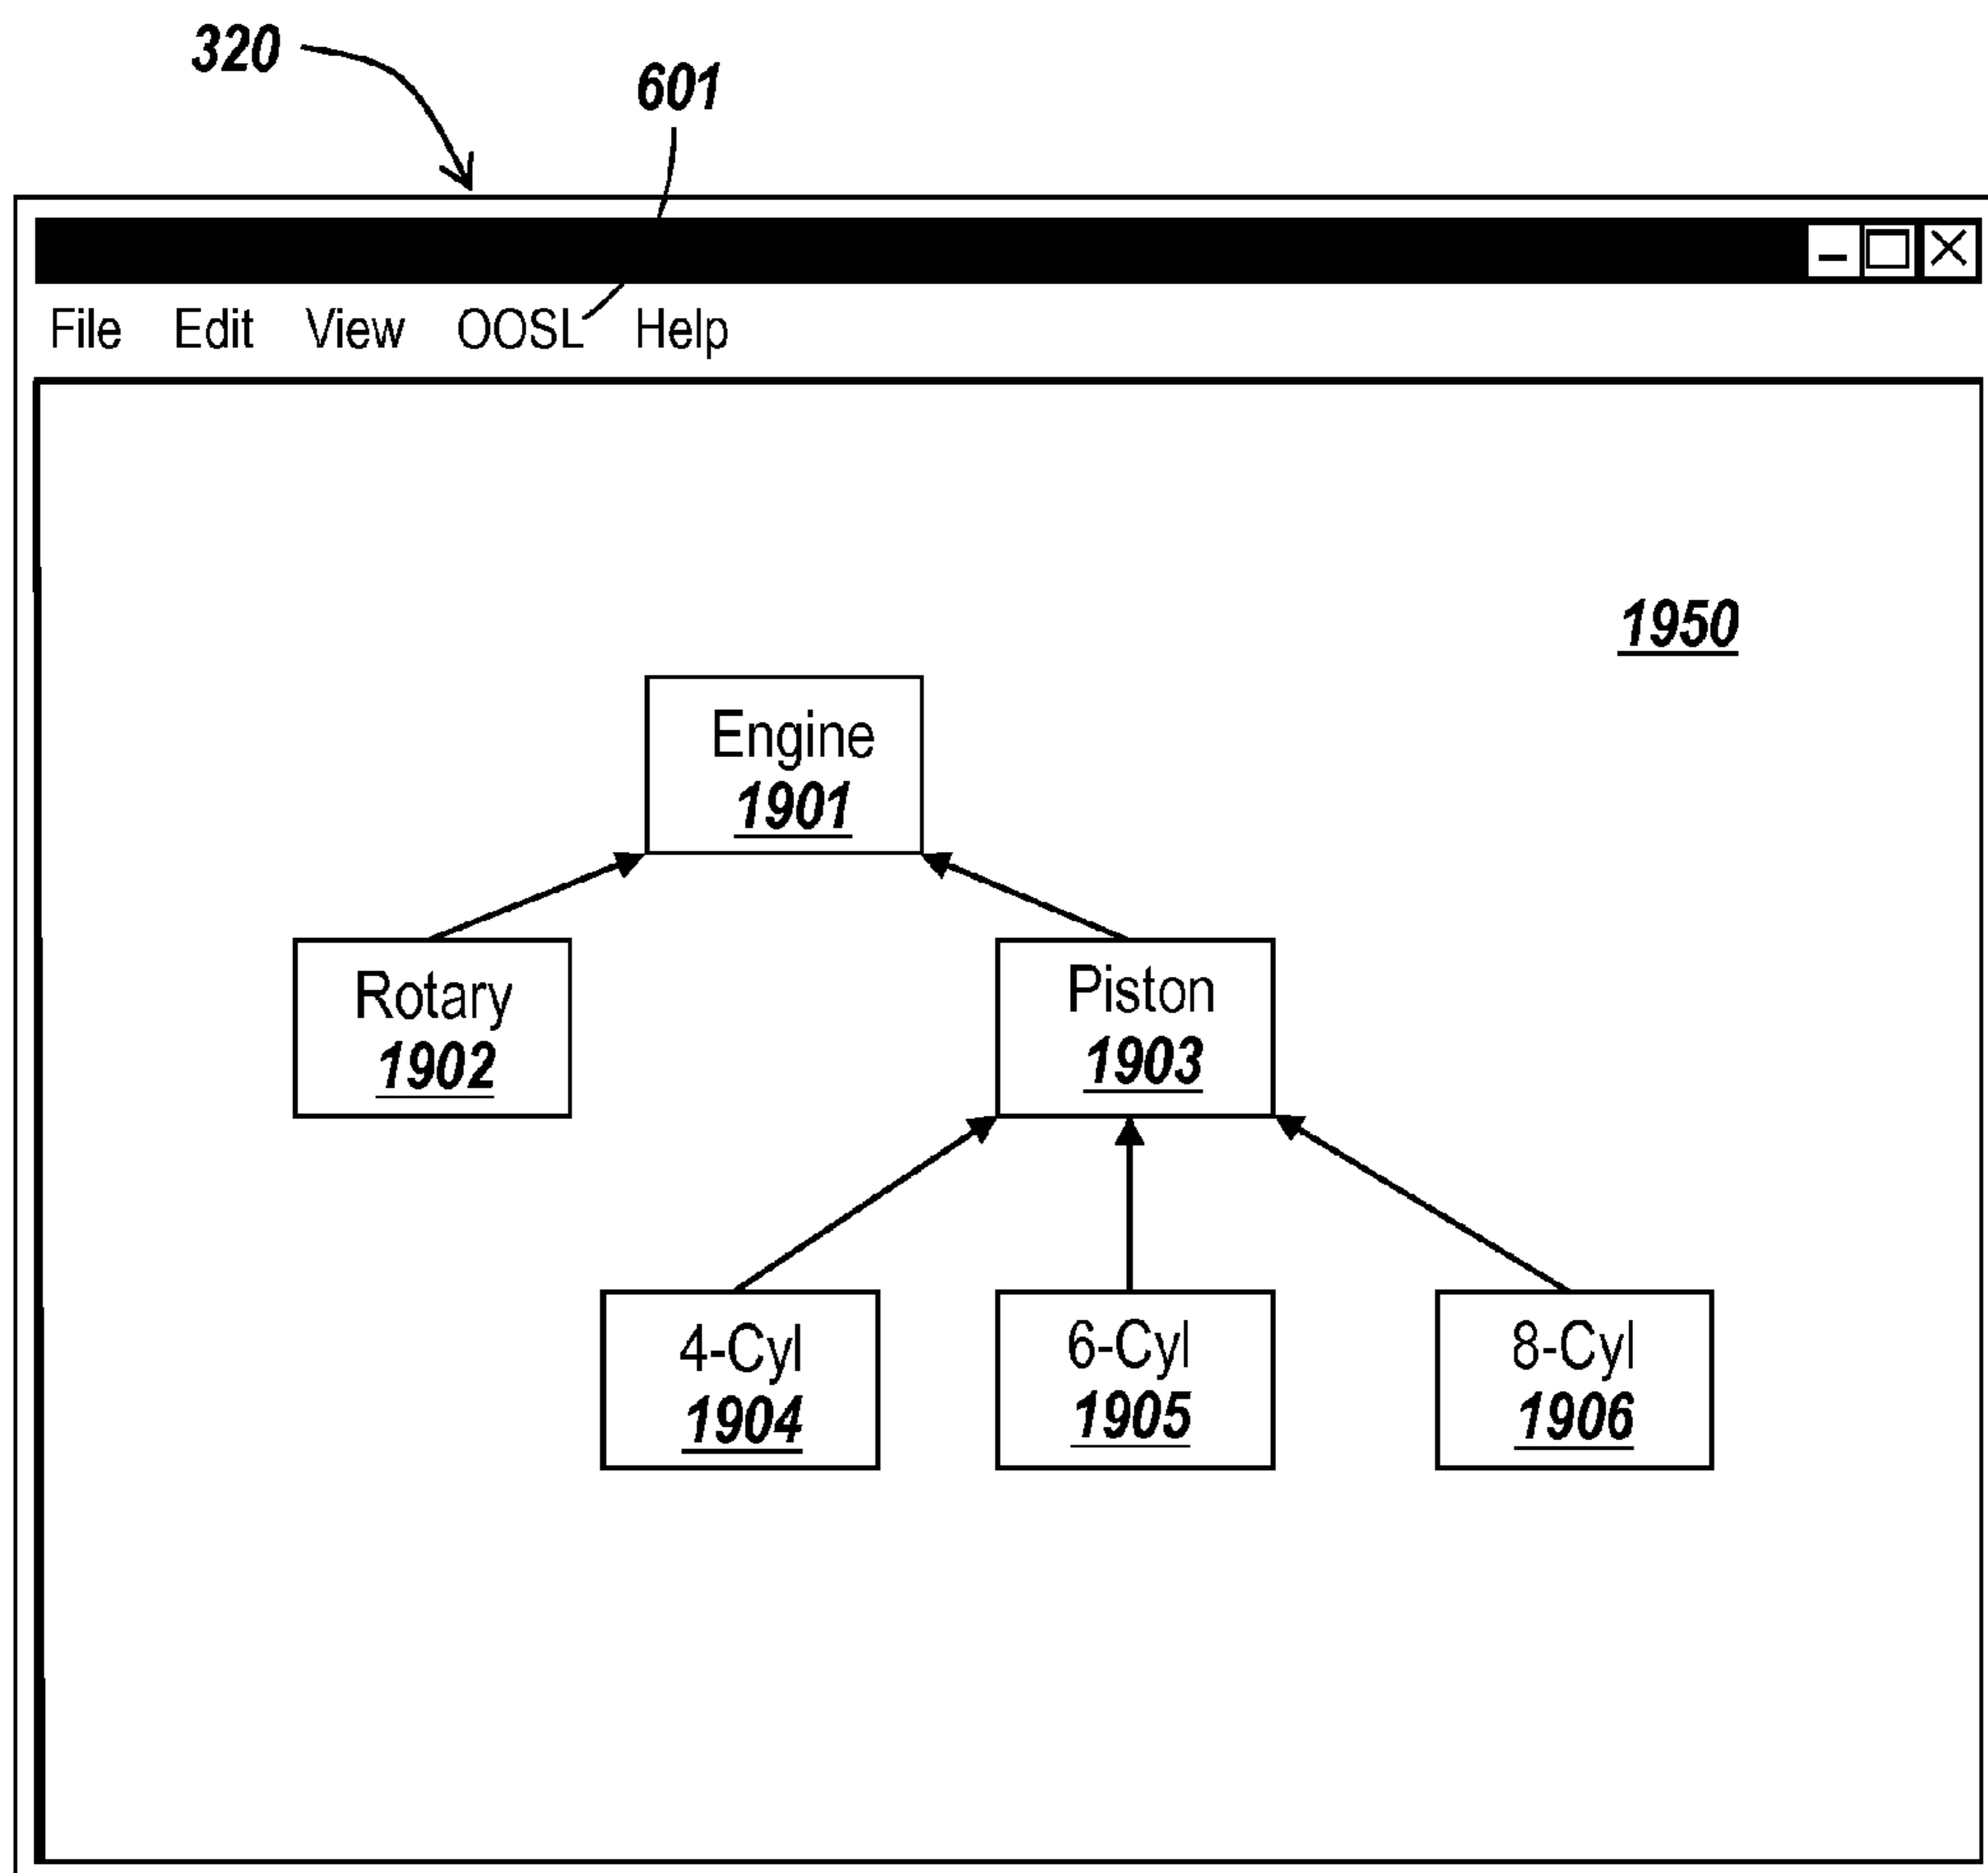 320
601
File Edit View OOSL Help
1950
Engine
1901
Rotary
1902
Piston
1903
4-Cyl
1904
6-Cyl
1905
8-Cyl
1906